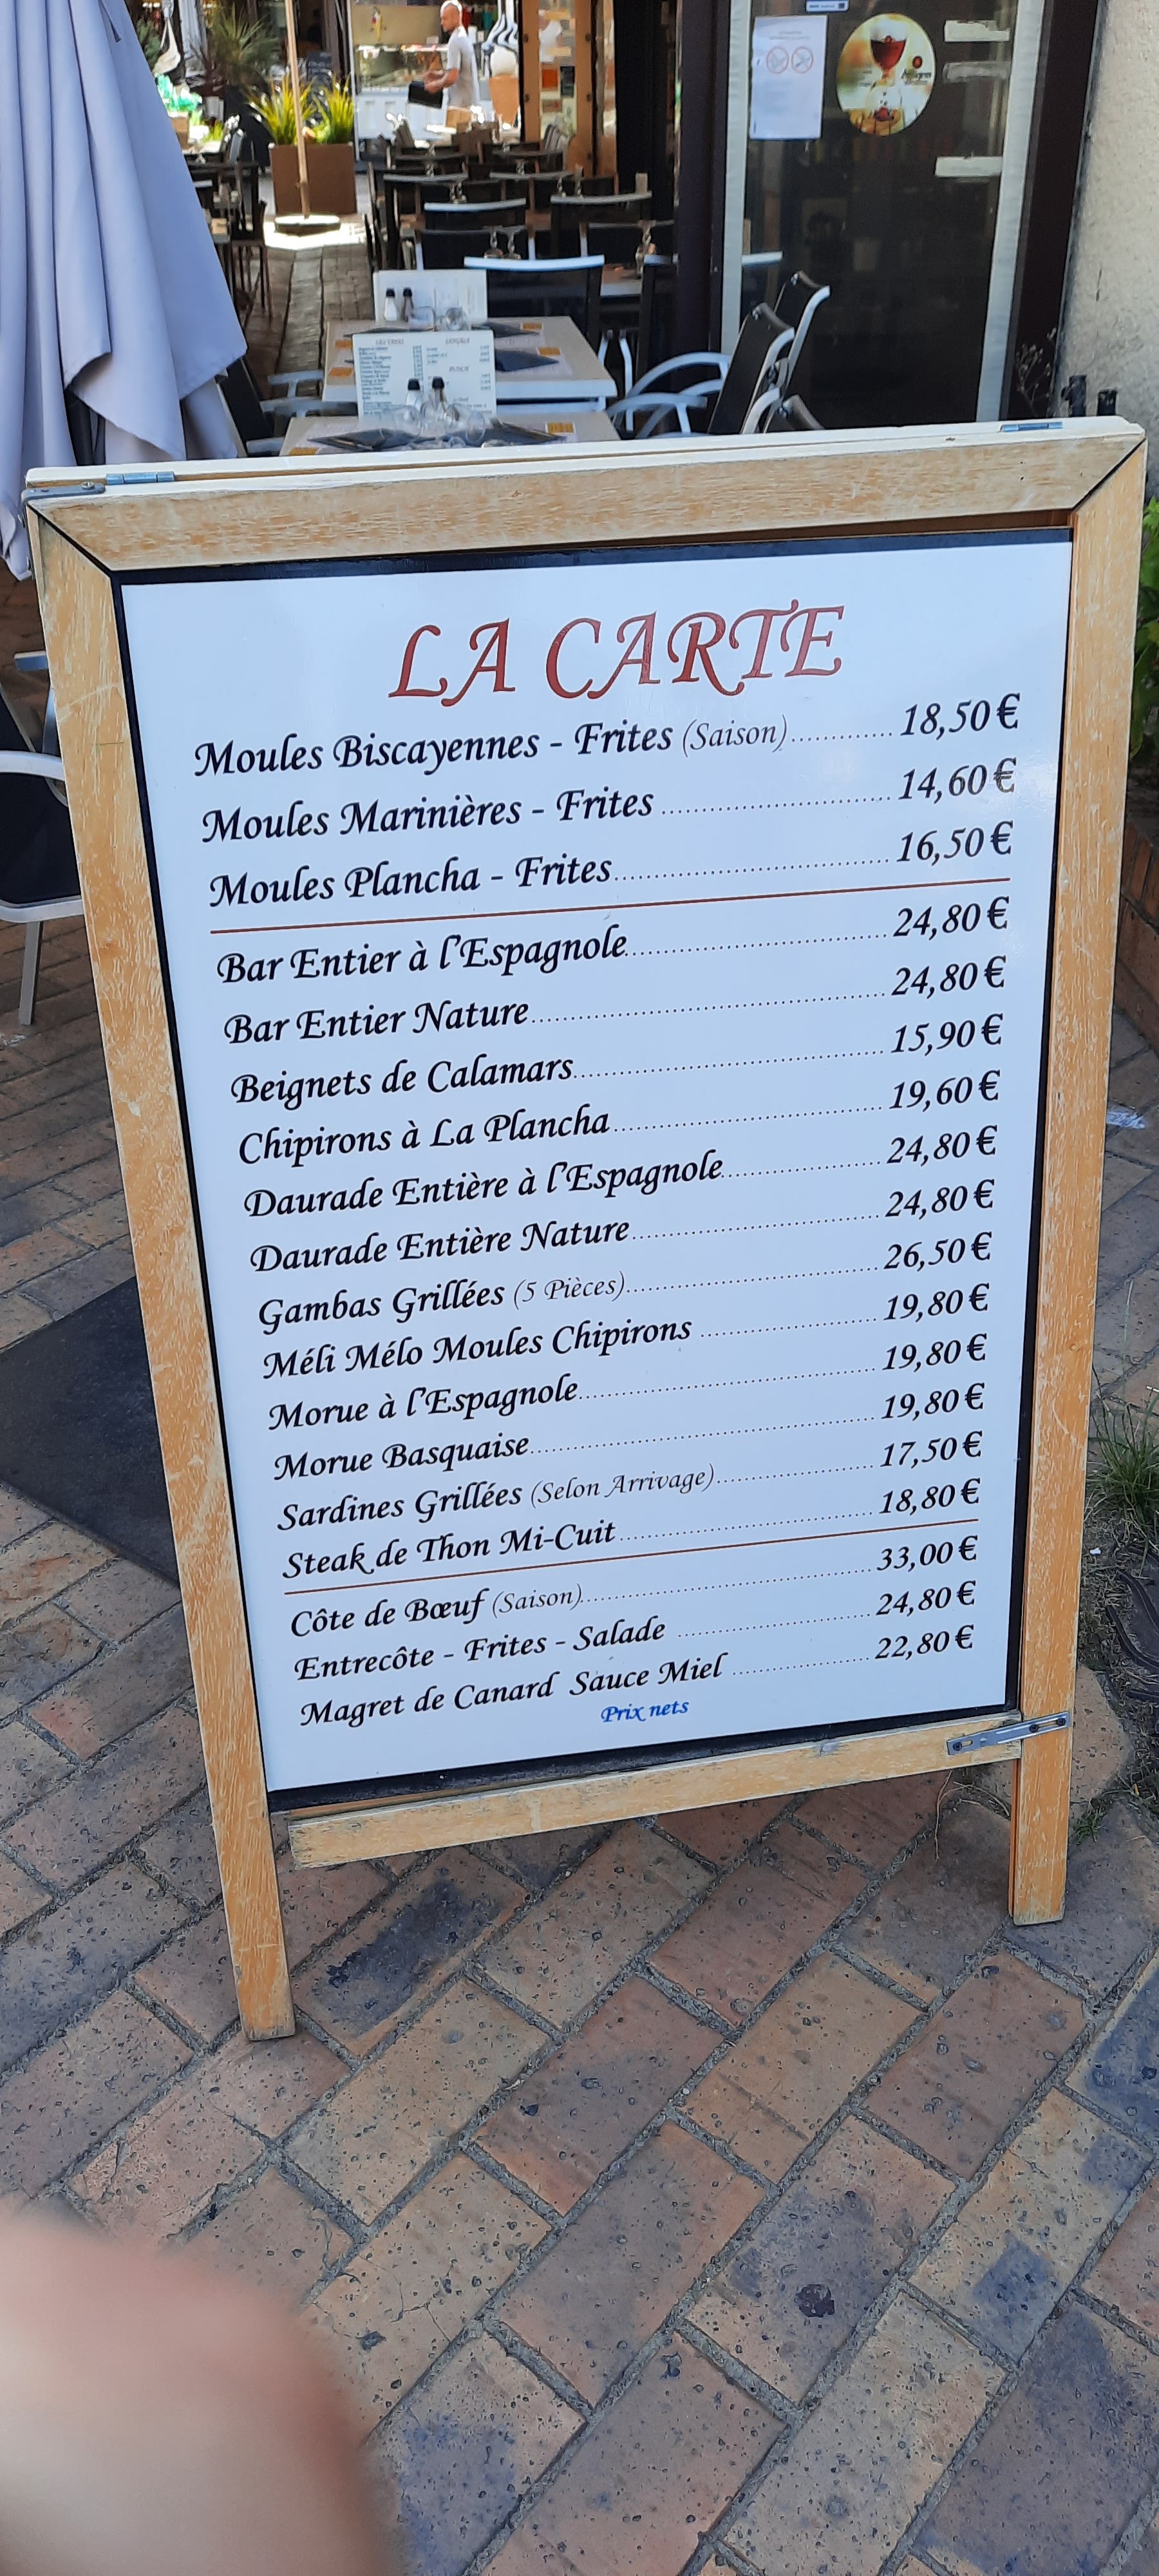 LA CARTE
Moules Biscayennes - Frites (Saison) 18,50 €
Moules Marinières - Frites 14,60 €
Moules Plancha - Frites 16,50 €
Bar Entier à l'Espagnole 24,80 €
Bar Entier Nature 24,80 €
Beignets de Calamars 15,90 €
Chipirons à La Plancha 19,60 €
Daurade Entière à l'Espagnole 24,80 €
Daurade Entière Nature 24,80 €
Gambas Grillées (5 Pièces) 26,50 €
Méli Mélo Moules Chipirons 19,80 €
Morue à l'Espagnole 19,80 €
Morue Basquaise 19,80 €
Sardines Grillées (Selon Arrivage) 17,50 €
Steak de Thon Mi-Cuit 18,80 €
Côte de Bœuf (Saison) 33,00 €
Entrecôte - Frites - Salade 24,80 €
Magret de Canard Sauce Miel 22,80 €
Prix nets